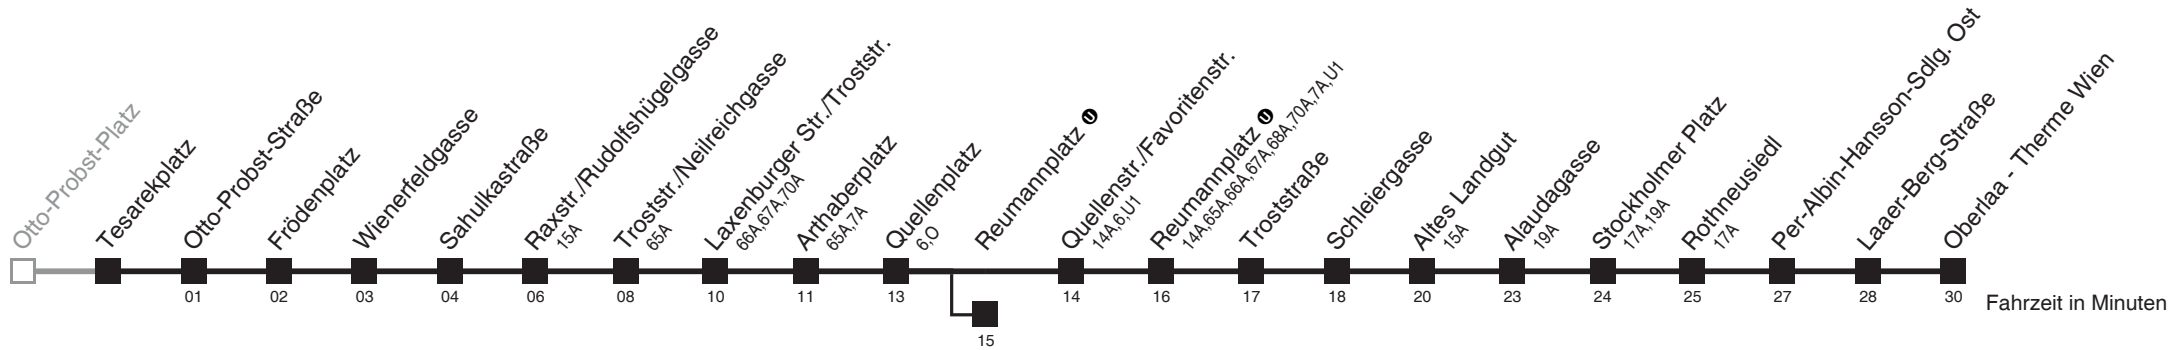 Otto-Probst-Platz
Tesarekplatz
Otto-Probst-Straße
01
Frödenplatz
02
Wienerfeldgasse
03
Sahulkastraße
04
Raxstr./Rudolfshügelgasse
15A
06
Troststr./Neilreichgasse
65A
08
Laxenburger Str./Troststr.
66A,67A,70A
10
Arthaberplatz
65A,7A
11
Quellenplatz
6,O
13
Reumannplatz U
15
Quellenstr./Favoritenstr.
14A,6,U1
14
Reumannplatz U
14A,65A,66A,67A,68A,70A,7A,U1
16
Troststraße
17
Schleiergasse
18
Altes Landgut
15A
20
Alaudagasse
19A
23
Stockholmer Platz
17A,19A
24
Rothneusiedl
17A
25
Per-Albin-Hansson-Sdlg. Ost
27
Laaer-Berg-Straße
28
Oberlaa - Therme Wien
30
Fahrzeit in Minuten